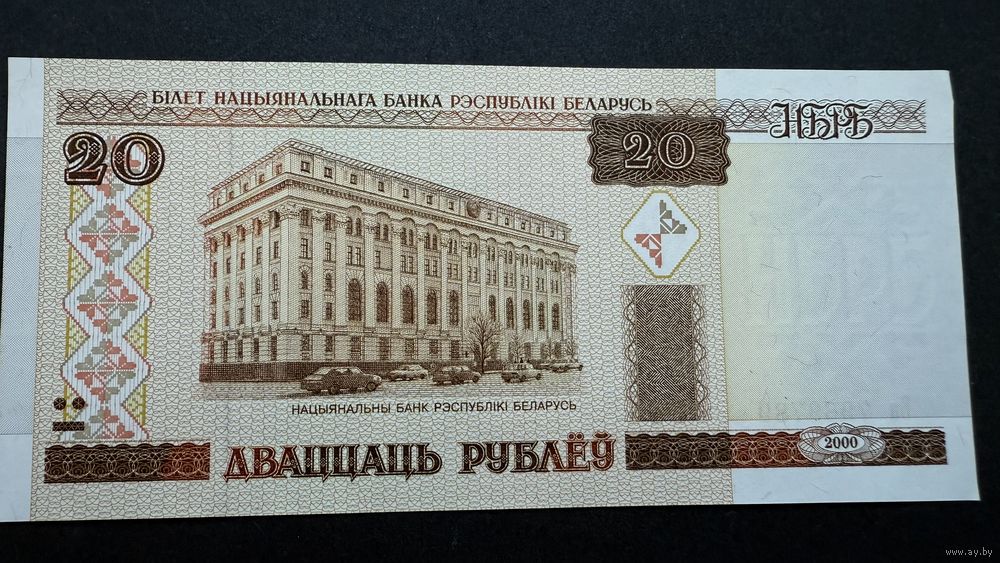 БІЛЕТ НАЦЫЯНАЛЬНАГА БАНКА РЭСПУБЛІКІ БЕЛАРУСЬ
НБРБ
20
20
НАЦЫЯНАЛЬНЫ БАНК РЭСПУБЛІКІ БЕЛАРУСЬ
ДВАЦЦАЦЬ РУБЛЁЎ
2000
www.ay.by